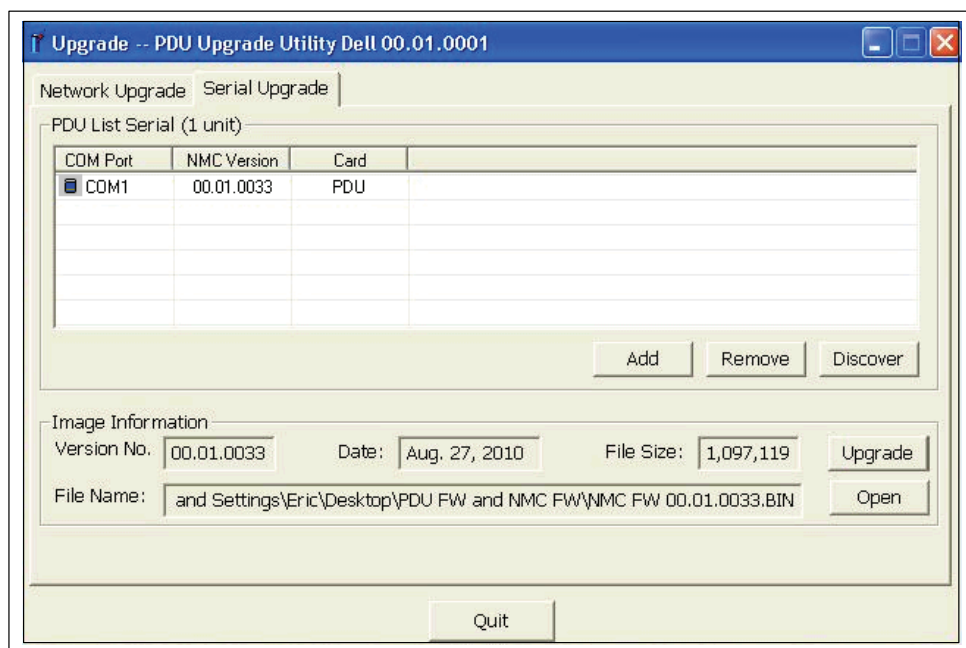 Upgrade -- PDU Upgrade Utility Dell 00.01.0001
Network Upgrade Serial Upgrade
PDU List Serial (1 unit)
COM Port NMC Version Card
COM1 00.01.0033 PDU
Add Remove Discover
Image Information
Version No. 00.01.0033 Date: Aug. 27, 2010 File Size: 1,097,119 Upgrade
File Name: and Settings\Eric\Desktop\PDU FW and NMC FW\NMC FW 00.01.0033.BIN Open
Quit